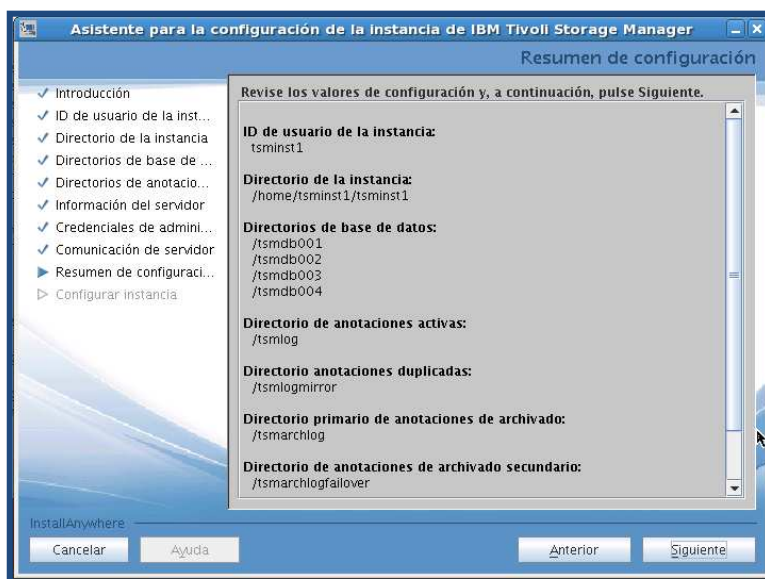 Asistente para la configuración de la instancia de IBM Tivoli Storage Manager
Resumen de configuración
Introducción
ID de usuario de la inst...
Directorio de la instancia
Directorios de base de ...
Directorios de anotacio...
Información del servidor
Credenciales de admini...
Comunicación de servidor
Resumen de configuraci...
Configurar instancia
Revise los valores de configuración y, a continuación, pulse Siguiente.
ID de usuario de la instancia:
tsminst1
Directorio de la instancia:
/home/tsminst1/tsminst1
Directorios de base de datos:
/tsmdb001
/tsmdb002
/tsmdb003
/tsmdb004
Directorio de anotaciones activas:
/tsmlog
Directorio anotaciones duplicadas:
/tsmlogmirror
Directorio primario de anotaciones de archivado:
/tsmarchlog
Directorio de anotaciones de archivado secundario:
/tsmarchlogfailover
InstallAnywhere
Cancelar
Ayuda
Anterior
Siguiente